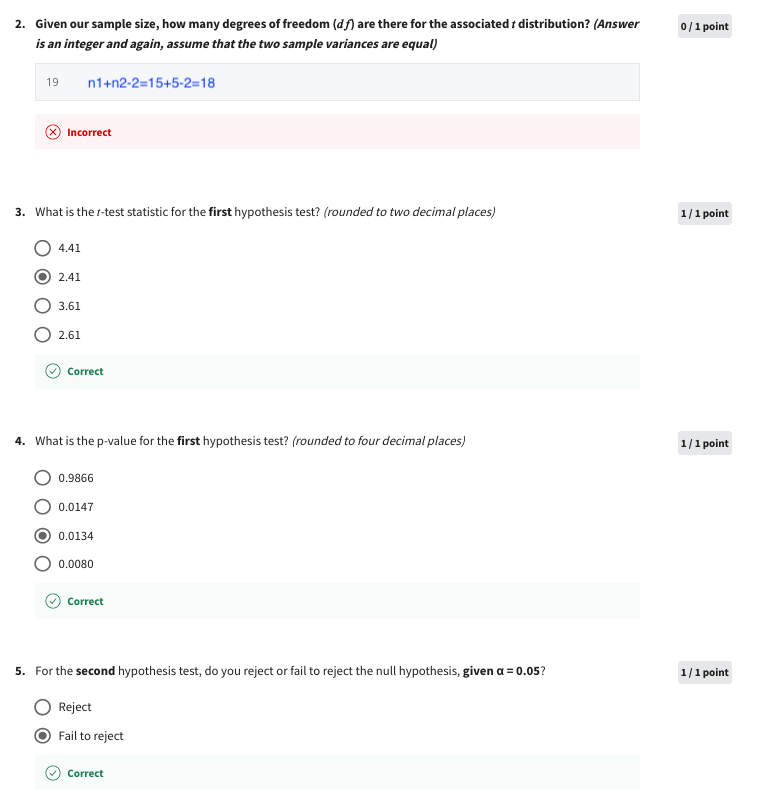 2. Given our sample size, how many degrees of freedom (df) are there for the associated t distribution? (Answer
is an integer and again, assume that the two sample variances are equal)
0 / 1 point
19 n1+n2-2=15+5-2=18
Incorrect
3. What is the t-test statistic for the first hypothesis test? (rounded to two decimal places)
1 / 1 point
4.41
2.41
3.61
2.61
Correct
4. What is the p-value for the first hypothesis test? (rounded to four decimal places)
1 / 1 point
0.9866
0.0147
0.0134
0.0080
Correct
5. For the second hypothesis test, do you reject or fail to reject the null hypothesis, given α = 0.05?
1 / 1 point
Reject
Fail to reject
Correct